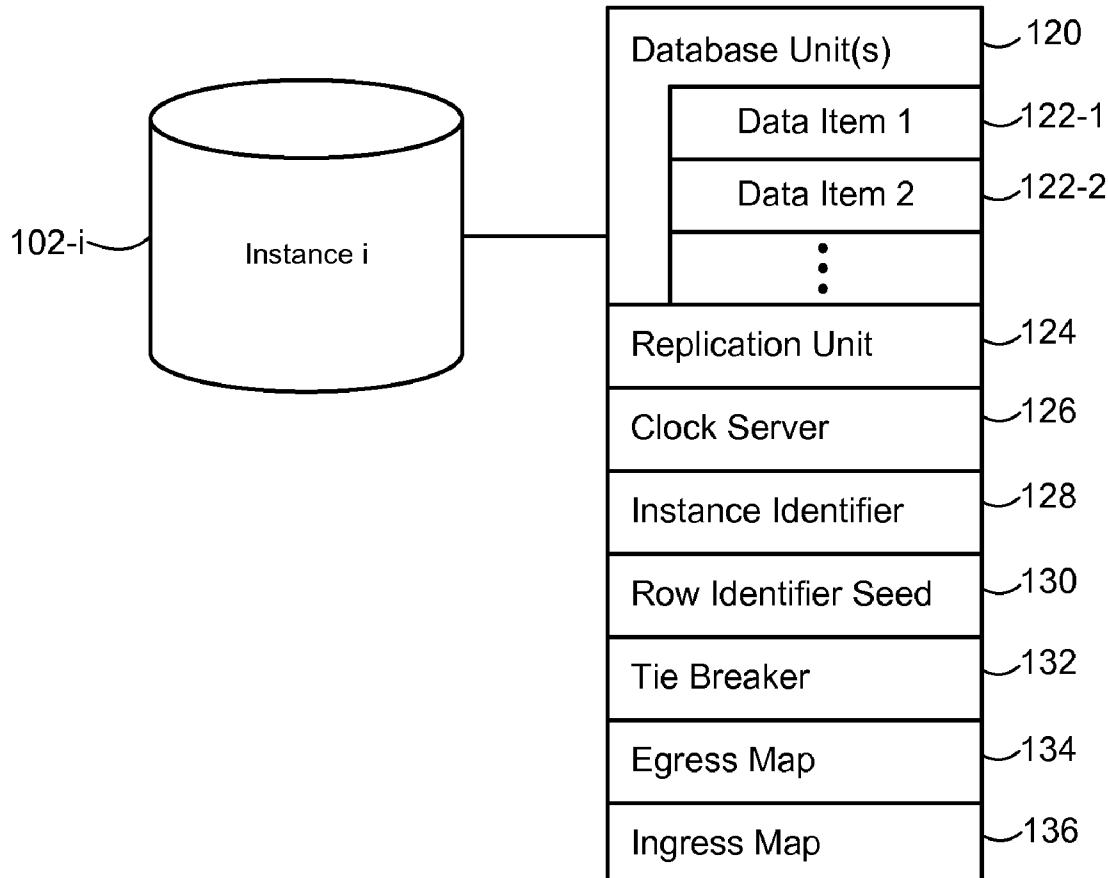 Database Unit(s)
120
Data Item 1
122-1
Data Item 2
122-2
102-i
Instance i
Replication Unit
124
Clock Server
126
Instance Identifier
128
Row Identifier Seed
130
Tie Breaker
132
Egress Map
134
Ingress Map
136